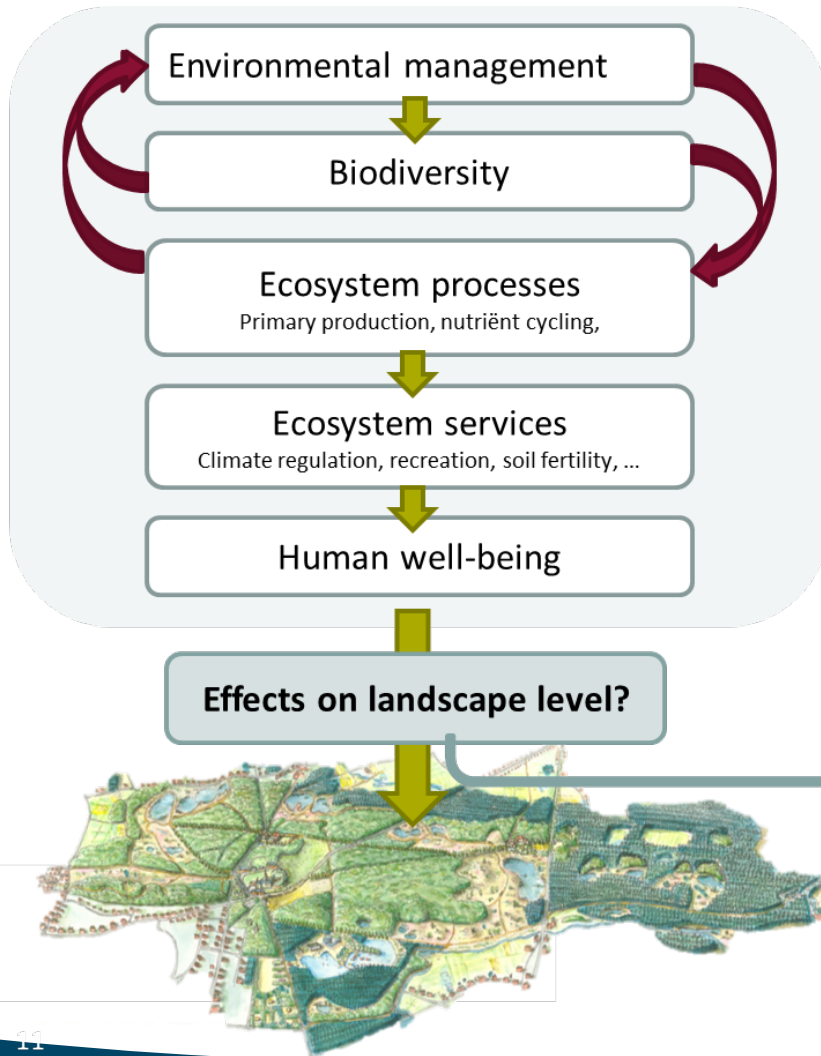 Environmental management
Biodiversity
Ecosystem processes
Primary production, nutriënt cycling,
Ecosystem services
Climate regulation, recreation, soil fertility, ...
Human well-being
Effects on landscape level?
11